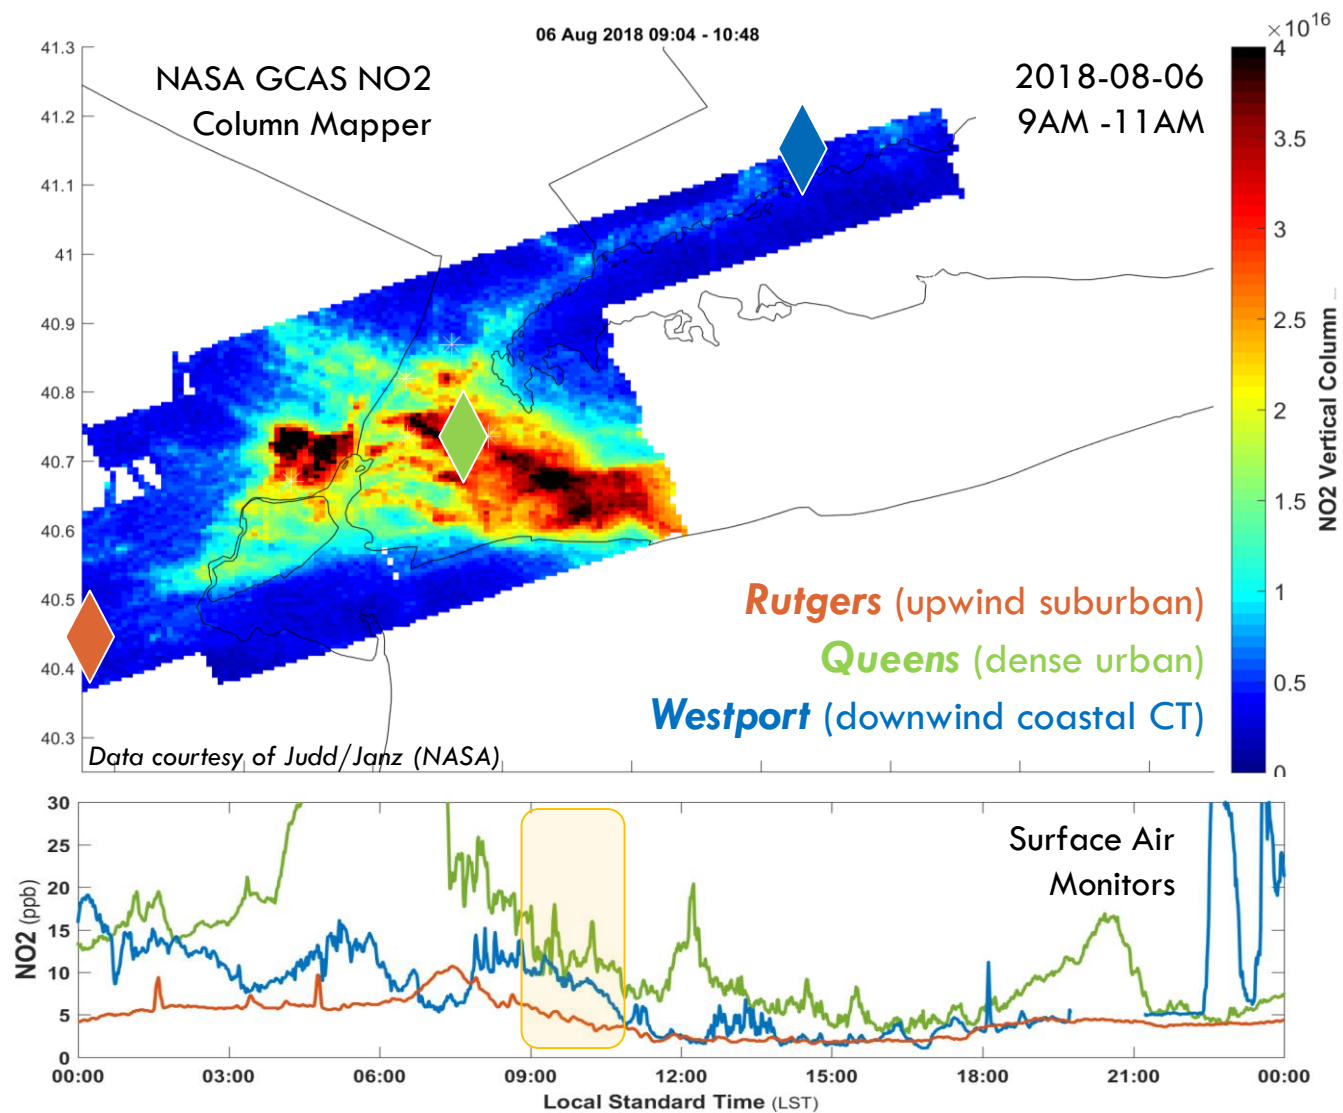 06 Aug 2018 09:04 - 10:48
×10^16
NASA GCAS NO2
Column Mapper
2018-08-06
9AM -11AM
41.3
41.2
41.1
41
40.9
40.8
40.7
40.6
40.5
40.4
40.3
4
3.5
3
2.5
2
1.5
1
0.5
0
NO2 Vertical Column
Rutgers (upwind suburban)
Queens (dense urban)
Westport (downwind coastal CT)
Data courtesy of Judd/Janz (NASA)
Surface Air
Monitors
NO2 (ppb)
30
25
20
15
10
5
0
00:00 03:00 06:00 09:00 12:00 15:00 18:00 21:00 00:00
Local Standard Time (LST)